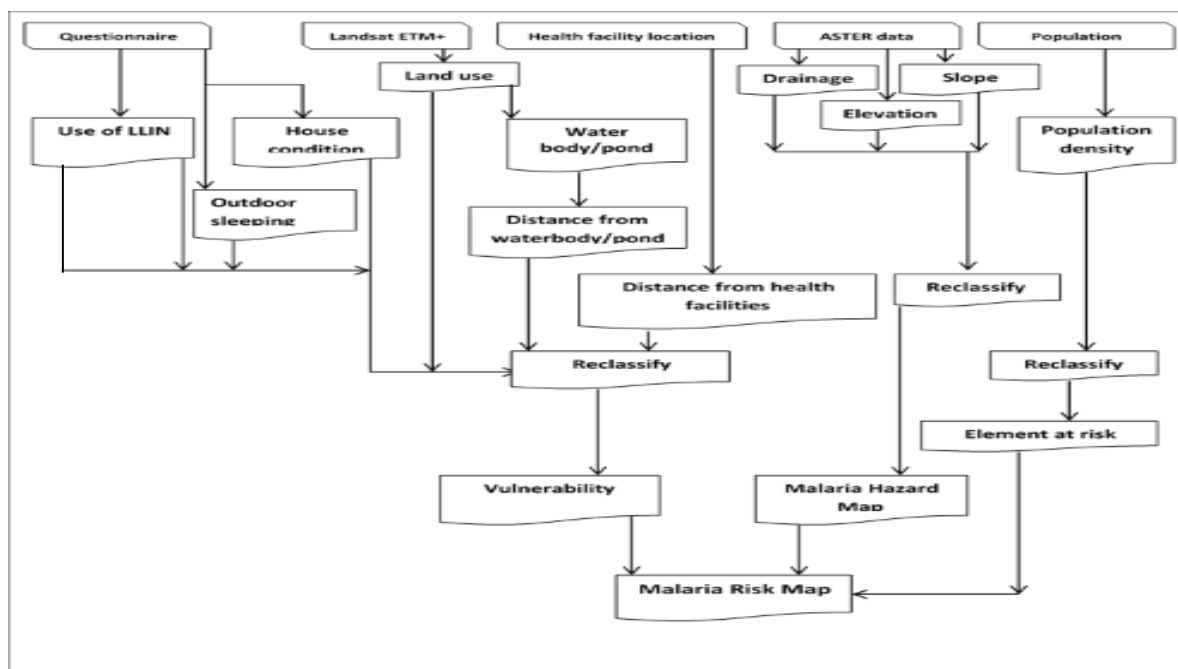 Questionnaire
Landsat ETM+
Health facility location
ASTER data
Population
Land use
Drainage
Slope
Elevation
Use of LLIN
House
condition
Water
body/pond
Population
density
Outdoor
sleeping
Distance from
waterbody/pond
Distance from health
facilities
Reclassify
Reclassify
Reclassify
Element at risk
Vulnerability
Malaria Hazard
Map
Malaria Risk Map